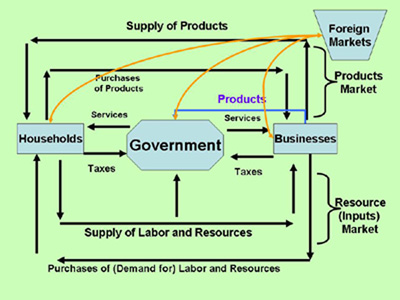 Supply of Products
Foreign
Markets
Purchases
of Products
Products
Market
Products
Services
Services
Households
Government
Businesses
Taxes
Taxes
Resource
(Inputs)
Market
Supply of Labor and Resources
Purchases of (Demand for) Labor and Resources